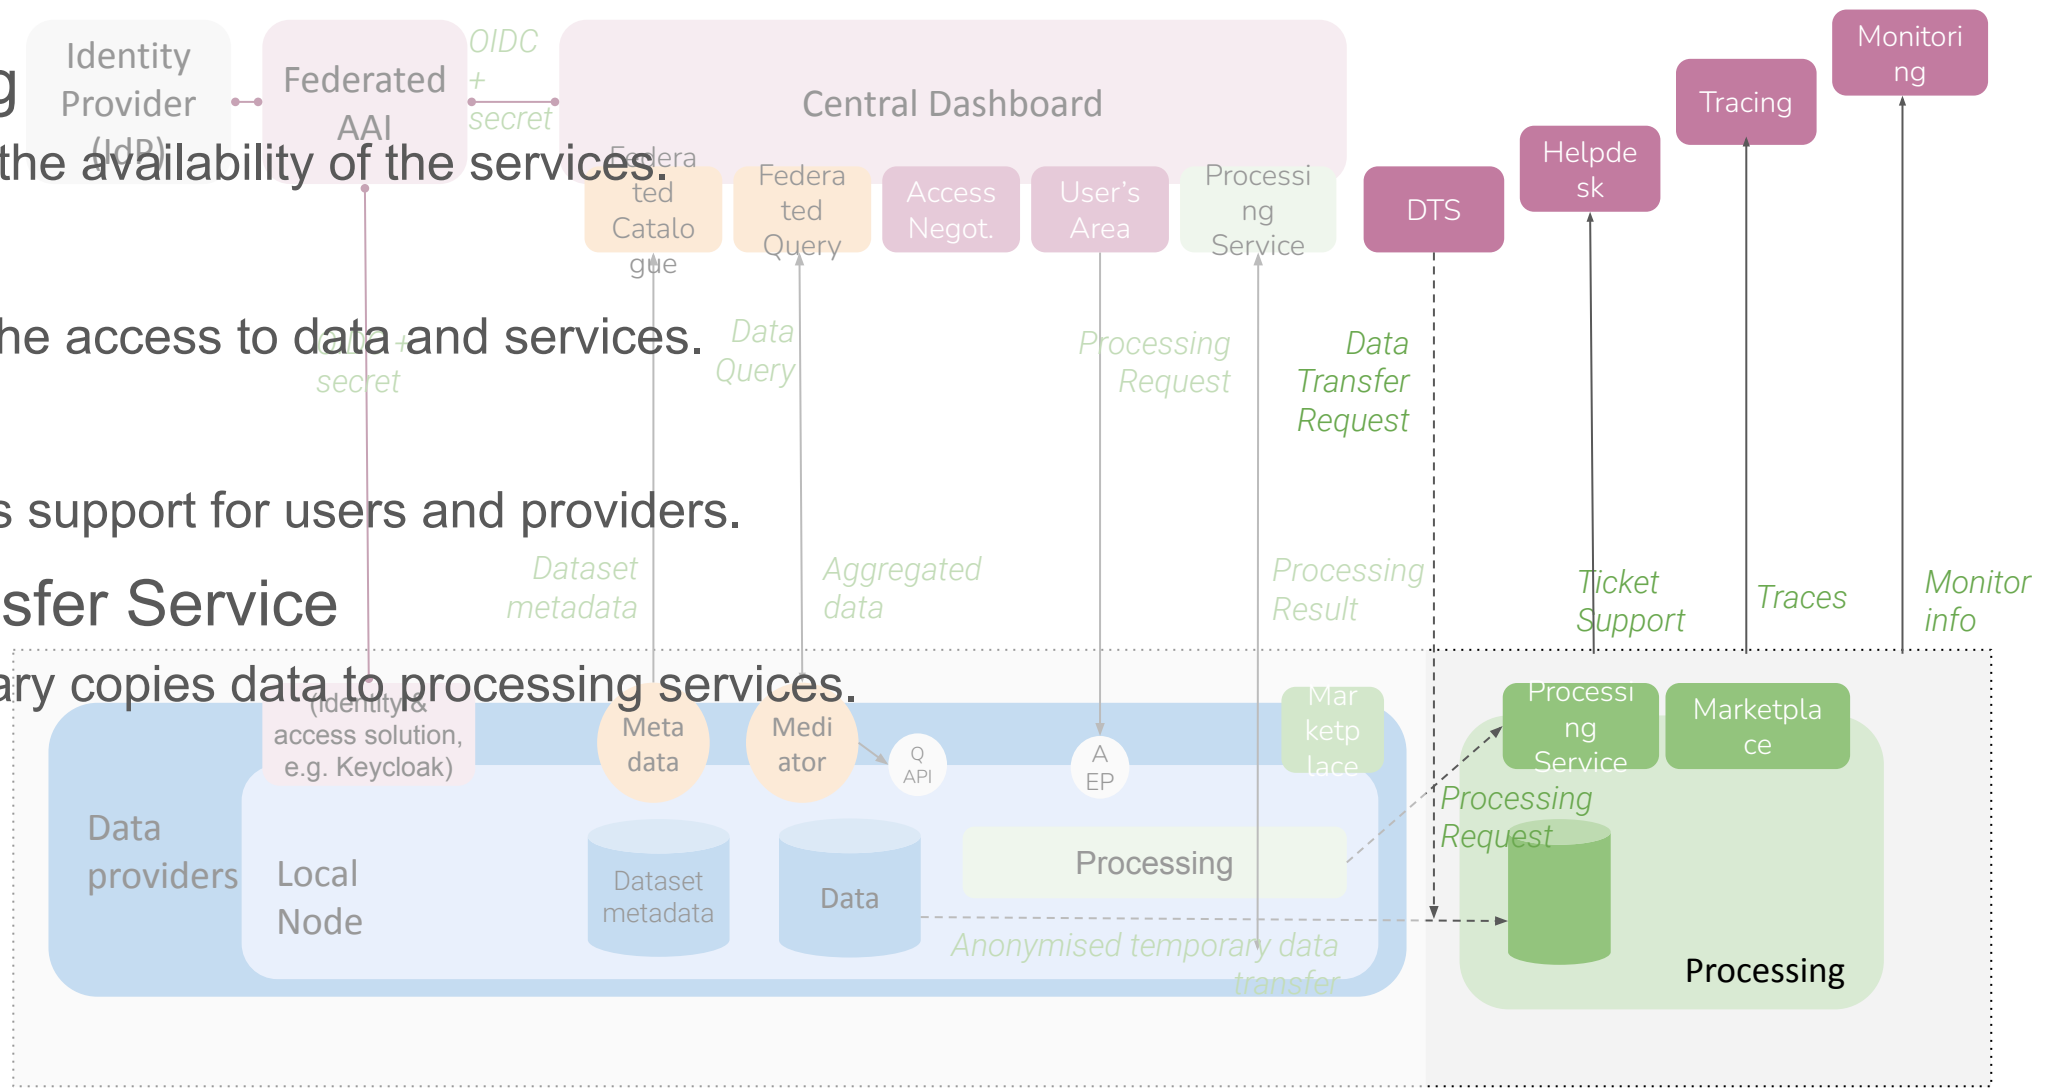 Identity
Provider
(IdP)
Federated
AAI
OIDC
+
secret
Central Dashboard
Federa
ted
Catalo
gue
Federa
ted
Query
Access
Negot.
User's
Area
Processi
ng
Service
DTS
Helpde
sk
Tracing
Monitori
ng
g
the availability of the services.
he access to data and services.
s support for users and providers.
sfer Service
ary copies data to processing services.
OIDC +
secret
Data
Query
Processing
Request
Data
Transfer
Request
Dataset
metadata
Aggregated
data
Processing
Result
Ticket
Support
Traces
Monitor
info
(Identity &
access solution,
e.g. Keycloak)
Meta
data
Medi
ator
Q
API
A
EP
Mar
ketp
lace
Processi
ng
Service
Marketpla
ce
Processing
Request
Data
providers
Local
Node
Dataset
metadata
Data
Processing
Anonymised temporary data
transfer
Processing